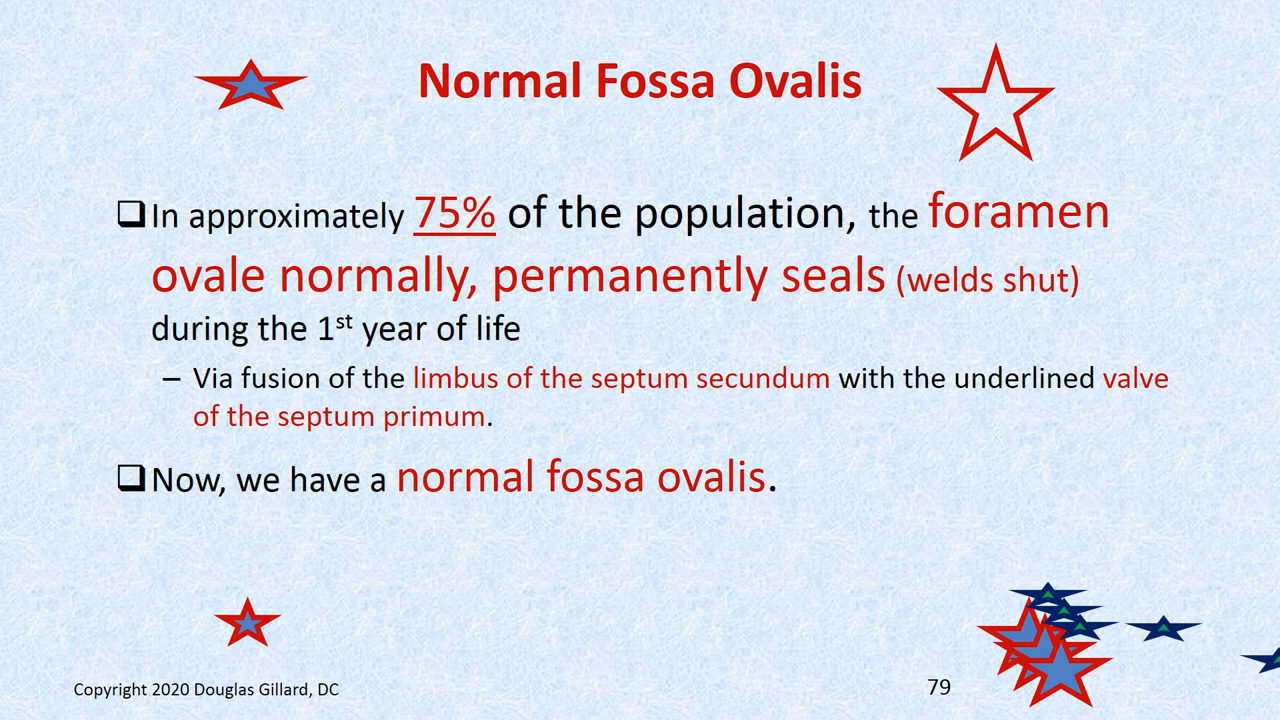 Normal Fossa Ovalis
In approximately 75% of the population, the foramen
ovale normally, permanently seals (welds shut)
during the 1st year of life
– Via fusion of the limbus of the septum secundum with the underlined valve
of the septum primum.
Now, we have a normal fossa ovalis.
Copyright 2020 Douglas Gillard, DC
79